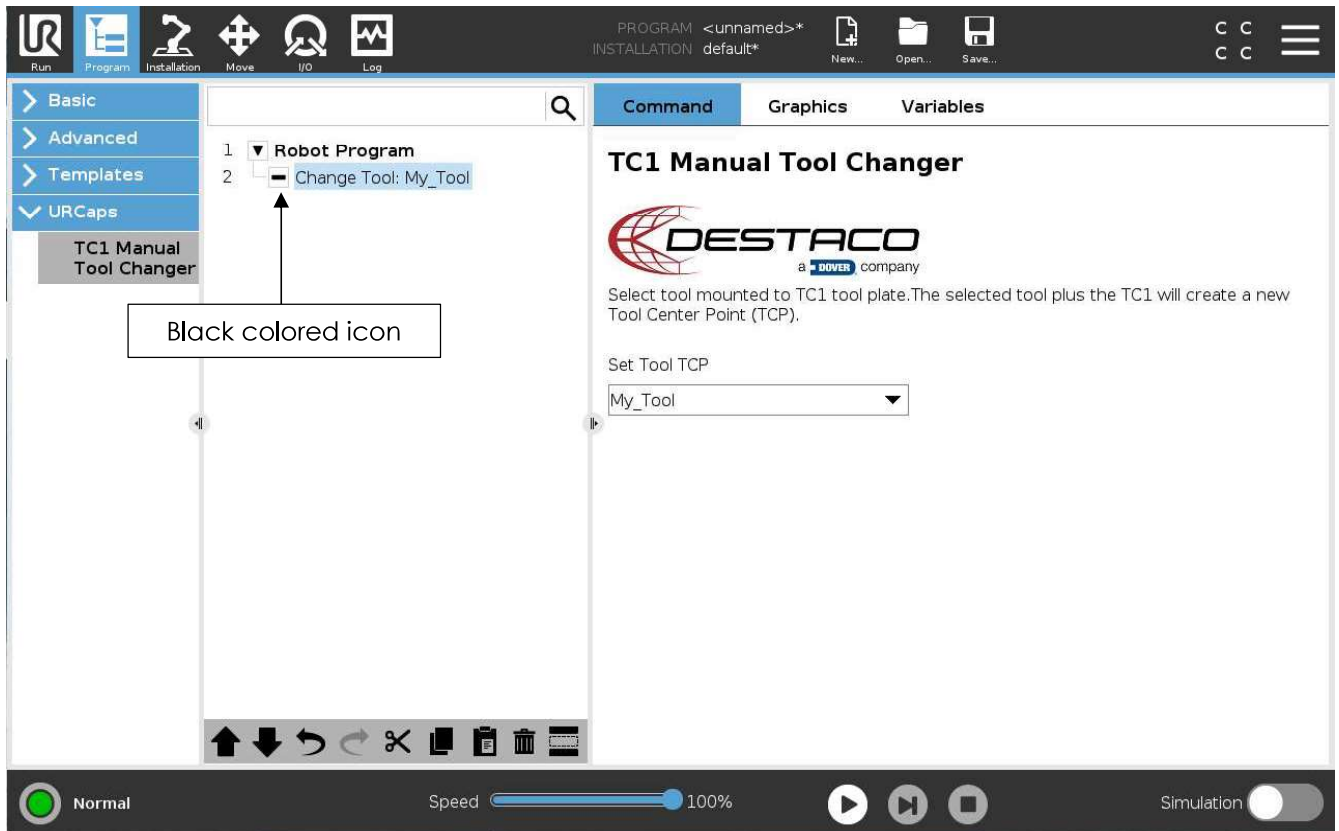 UR
Run
Program
Installation
Move
I/O
Log
PROGRAM <unnamed>*
INSTALLATION default*
New...
Open...
Save...
C C
C C
Basic
Advanced
Templates
URCaps
TC1 Manual
Tool Changer
1 Robot Program
2 Change Tool: My_Tool
Black colored icon
Command Graphics Variables
TC1 Manual Tool Changer
DESTACO
a DOVER company
Select tool mounted to TC1 tool plate.The selected tool plus the TC1 will create a new
Tool Center Point (TCP).
Set Tool TCP
My_Tool
Normal
Speed 100%
Simulation